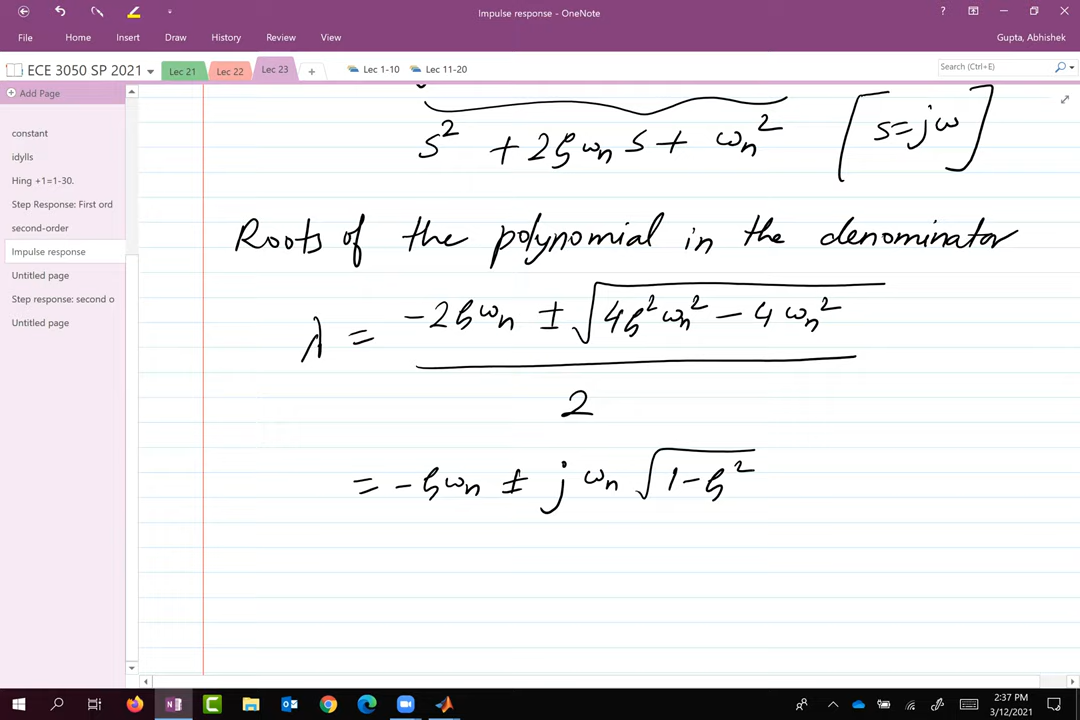 Impulse response - OneNote
?
File Home Insert Draw History Review View
Gupta, Abhishek
ECE 3050 SP 2021
Lec 21
Lec 22
Lec 23
+
Lec 1-10
Lec 11-20
Search (Ctrl+E)
Add Page
constant
idylls
Hing +1=1-30.
Step Response: First ord
second-order
Impulse response
Untitled page
Step response: second o
Untitled page
s² + 2ζωₙ s + ωₙ² [s=jω]
Roots of the polynomial in the denominator
λ = (-2ζωₙ ± √(4ζ²ωₙ² - 4ωₙ²)) / 2
= -ζωₙ ± jωₙ √(1-ζ²)
2:37 PM
3/12/2021